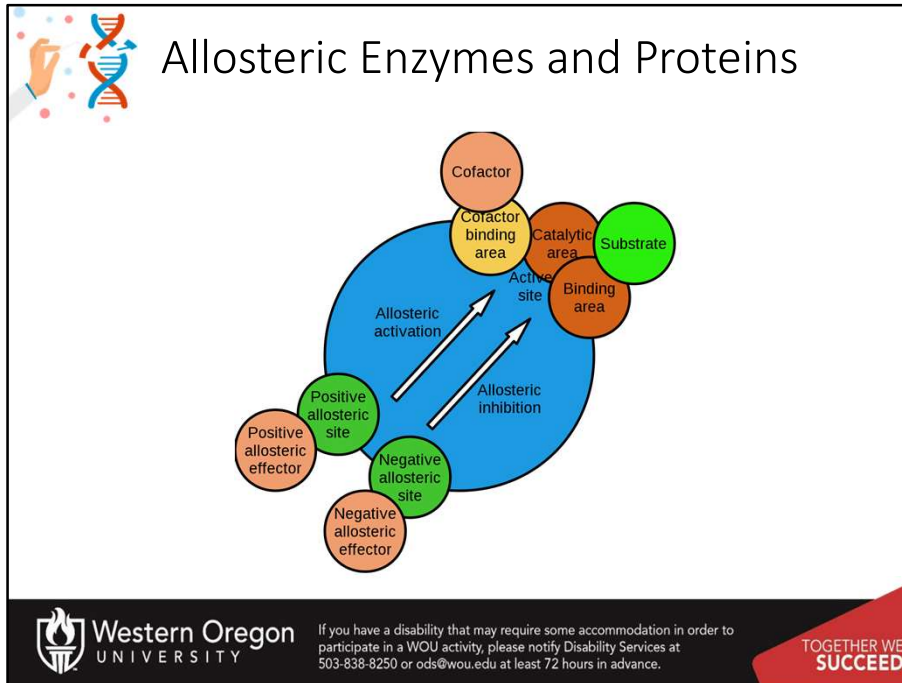 Allosteric Enzymes and Proteins
Cofactor
Cofactor
binding
area
Catalytic
area
Substrate
Active
site
Binding
area
Allosteric
activation
Allosteric
inhibition
Positive
allosteric
site
Positive
allosteric
effector
Negative
allosteric
site
Negative
allosteric
effector
Western Oregon
UNIVERSITY
If you have a disability that may require some accommodation in order to
participate in a WOU activity, please notify Disability Services at
503-838-8250 or ods@wou.edu at least 72 hours in advance.
TOGETHER WE
SUCCEED